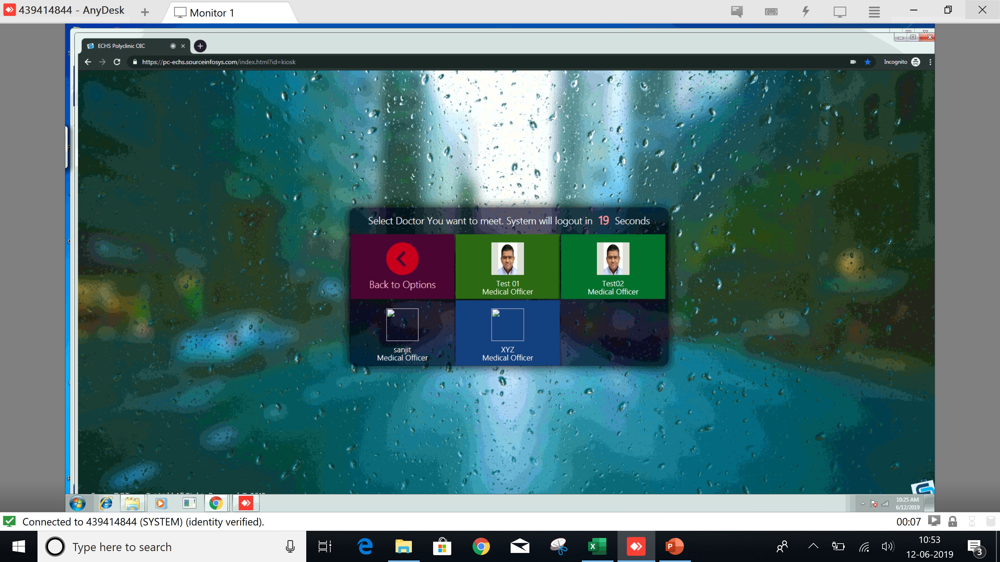 439414844 - AnyDesk
Monitor 1
ECHS Polyclinic OIC
https://pc-echs.sourceinfosys.com/index.html?id=kiosk
Incognito
Select Doctor You want to meet. System will logout in 19 Seconds
Back to Options
Test 01
Medical Officer
Test02
Medical Officer
sanjit
Medical Officer
XYZ
Medical Officer
10:25 AM
6/12/2019
Connected to 439414844 (SYSTEM) (identity verified).
00:07
Type here to search
10:53
12-06-2019
3